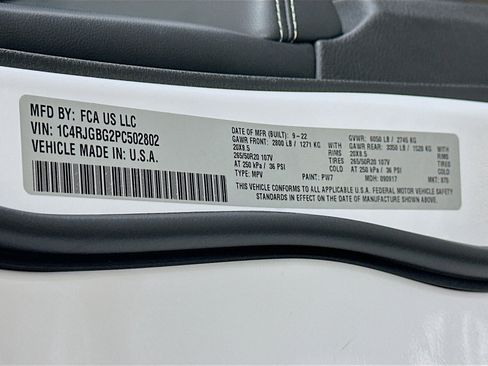 MFD BY: FCA US LLC
VIN: 1C4RJGBG2PC502802
VEHICLE MADE IN: U.S.A.
DATE OF MFR (BUILT): 9-22 GVWR: 6050 LB / 2745 KG
GAWR FRONT: 2800 LB / 1271 KG WITH GAWR REAR: 3350 LB / 1520 KG WITH
20X8.5 RIMS 20X8.5 RIMS
265/50R20 107V COLD 265/50R20 107V COLD
AT 250 kPa / 36 PSI AT 250 kPa / 36 PSI
TYPE: MPV PAINT: PW7 MDH: 090917 MKT:
THIS VEHICLE CONFORMS TO ALL APPLICABLE U.S.A. FEDERAL MOTOR VEHICLE SAFETY
STANDARDS IN EFFECT ON THE DATE OF MANUFACTURE SHOWN ABOVE.